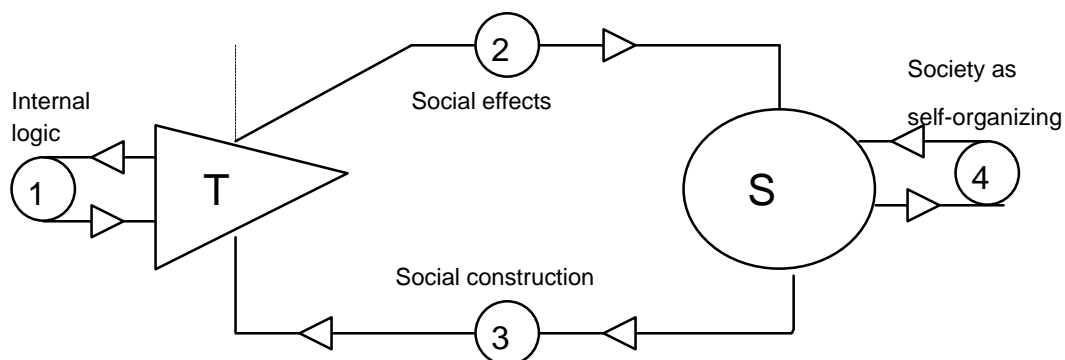 2
Social effects
Society as
self-organizing
Internal
logic
1
T
S
4
Social construction
3